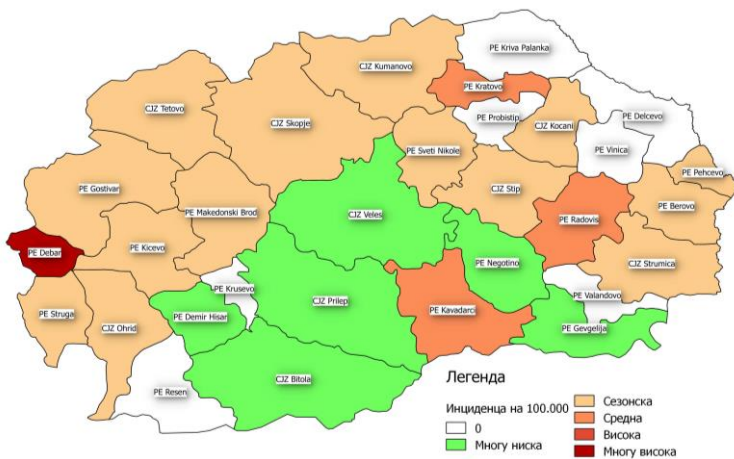 PE Kriva Palanka
CJZ Kumanovo
PE Kratovo
CJZ Tetovo
PE Probistip
PE Delcevo
CJZ Skopje
CJZ Kocani
PE Sveti Nikole
PE Vinica
PE Pehcevo
PE Gostivar
CJZ Stip
PE Berovo
PE Makedonski Brod
CJZ Veles
PE Radovis
PE Debar
PE Kicevo
PE Negotino
CJZ Strumica
PE Krusevo
PE Valandovo
CJZ Prilep
PE Struga
PE Demir Hisar
PE Kavadarci
CJZ Ohrid
PE Gevgelija
CJZ Bitola
PE Resen
Легенда
Инциденца на 100.000
0
Многу ниска
Сезонска
Средна
Висока
Многу висока